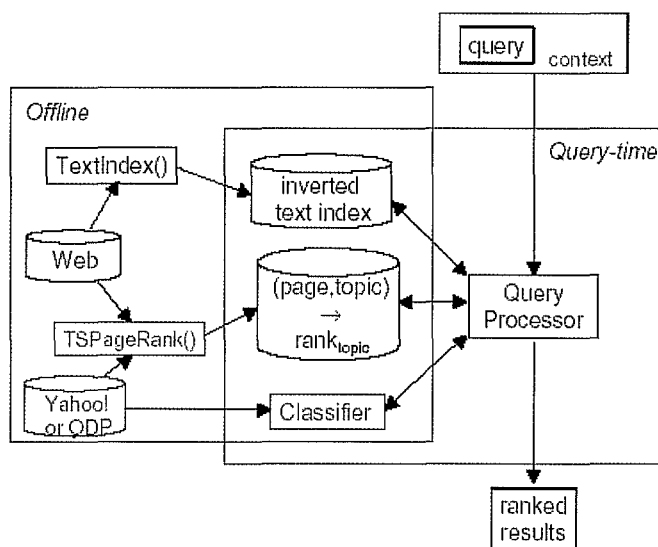 query
context
Offline
Query-time
TextIndex()
inverted
text index
Web
(page,topic)
→
rank_topic
Query
Processor
TSPageRank()
Yahoo!
or ODP
Classifier
ranked
results